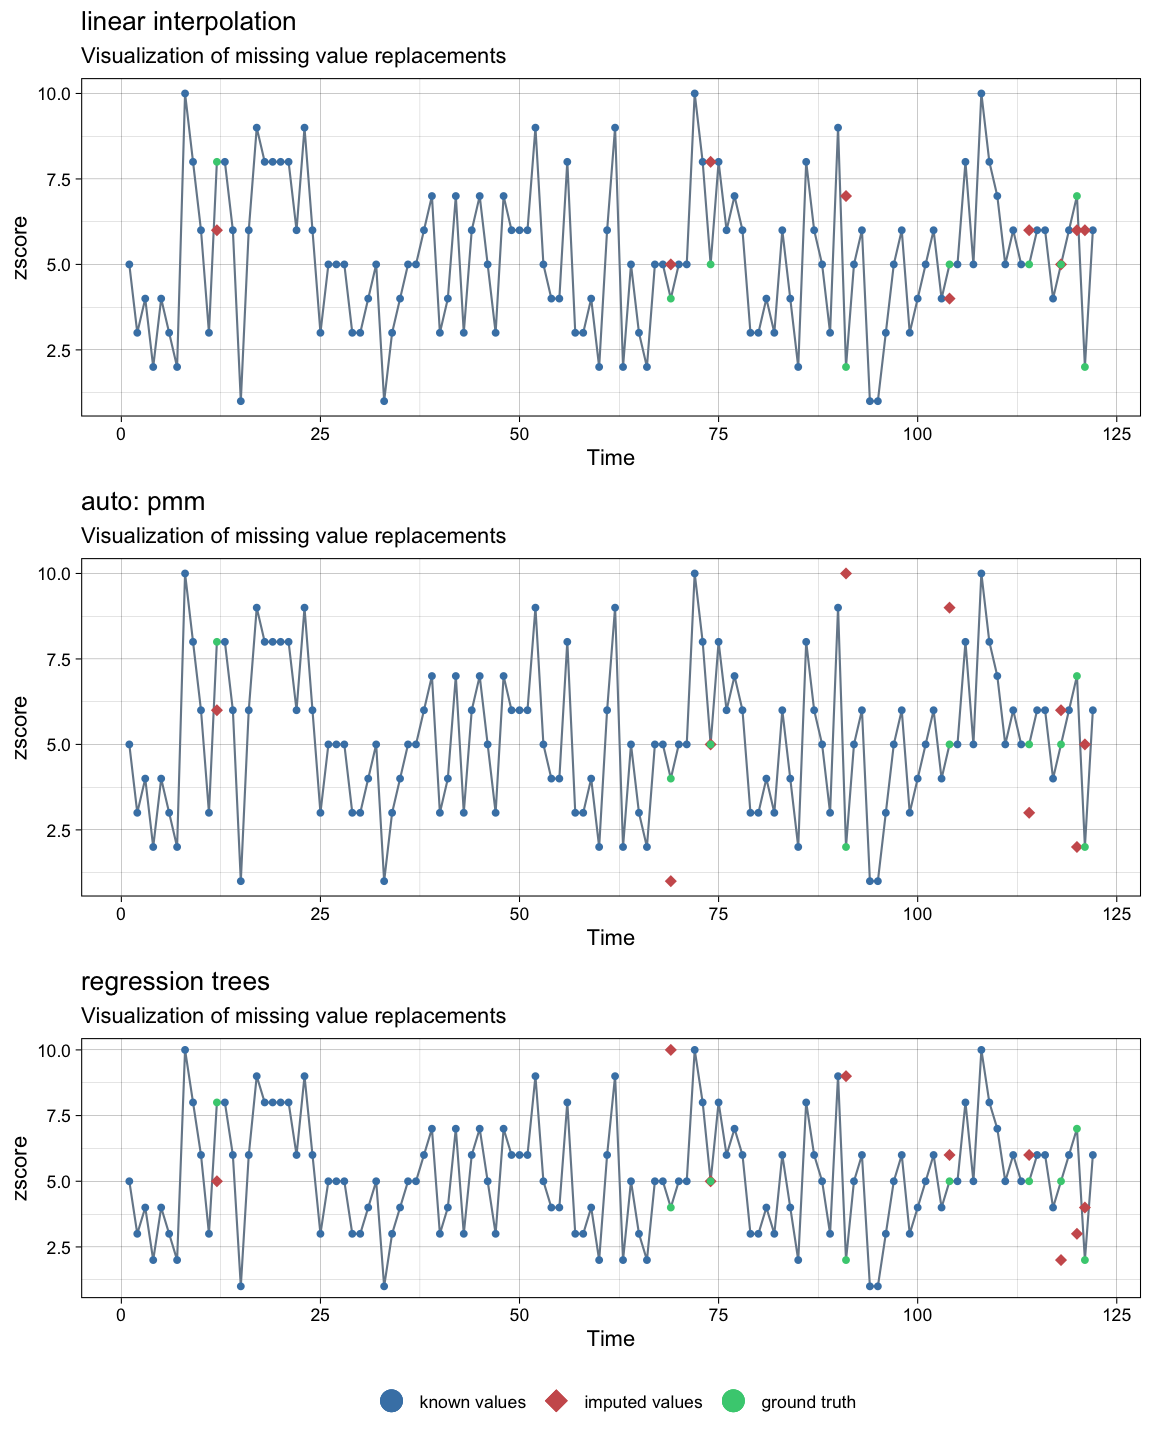 linear interpolation
Visualization of missing value replacements
10.0
7.5
5.0
2.5
zscore
0 25 50 75 100 125
Time
auto: pmm
Visualization of missing value replacements
10.0
7.5
5.0
2.5
zscore
0 25 50 75 100 125
Time
regression trees
Visualization of missing value replacements
10.0
7.5
5.0
2.5
zscore
0 25 50 75 100 125
Time
known values imputed values ground truth